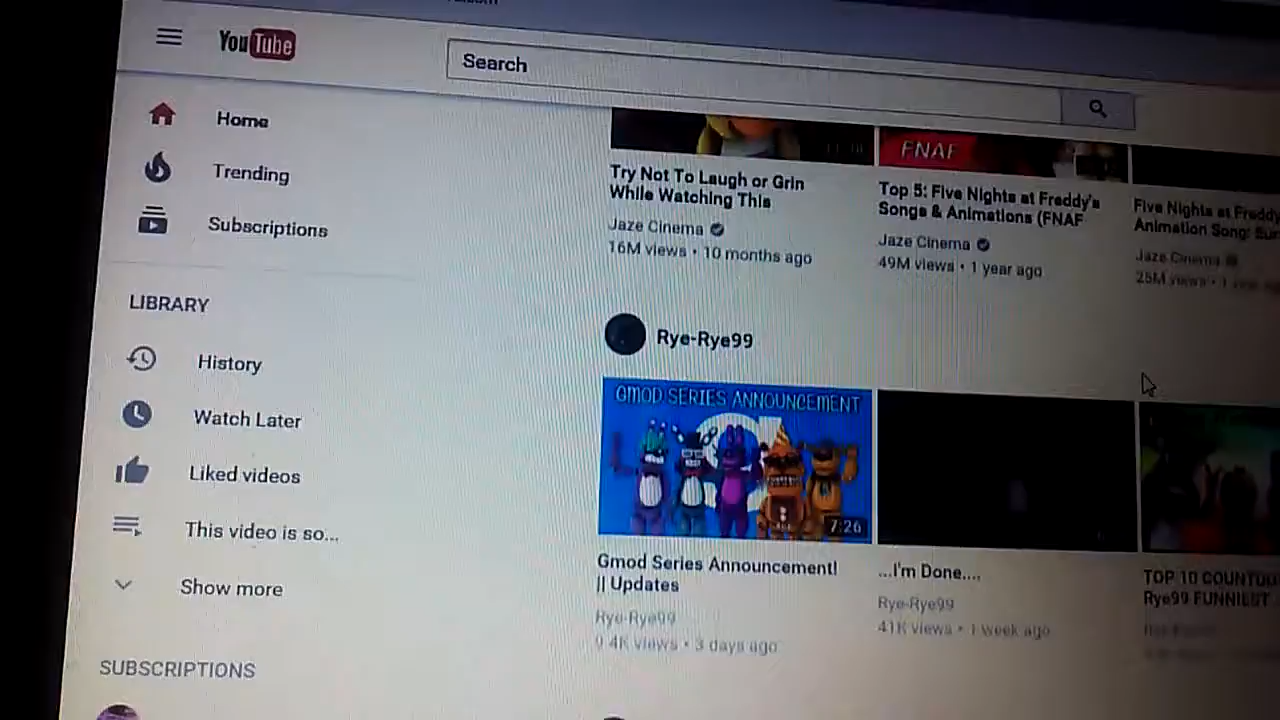 YouTube
Search
Home
Trending
Subscriptions
LIBRARY
History
Watch Later
Liked videos
This video is so...
Show more
SUBSCRIPTIONS
Try Not To Laugh or Grin
While Watching This
Jaze Cinema
16M views • 10 months ago
FNAF
Top 5: Five Nights at Freddy's
Songs & Animations (FNAF
Jaze Cinema
49M views • 1 year ago
Five Nights at Freddy
Animation Song:
Jaze Cinema
25M views • 1 year
Rye-Rye99
GMOD SERIES ANNOUNCEMENT
7:26
Gmod Series Announcement!
|| Updates
Rye-Rye99
9.4K views • 3 days ago
...I'm Done....
Rye-Rye99
41K views • 1 week ago
TOP 10
Rye99 FUNNIEST